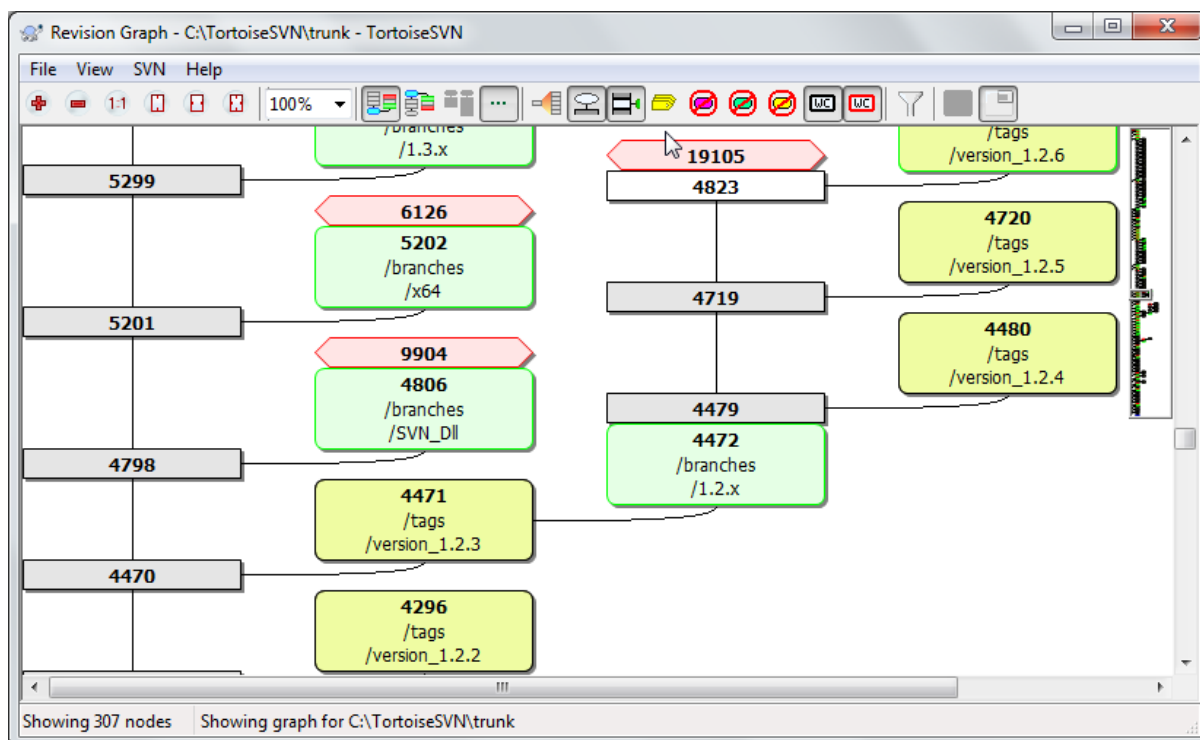 Revision Graph - C:\TortoiseSVN\trunk - TortoiseSVN
File View SVN Help
1:1 100% ... WC WC
/branches
/1.3.x
5299
6126
5202
/branches
/x64
5201
9904
4806
/branches
/SVN_Dll
4798
4471
/tags
/version_1.2.3
4470
4296
/tags
/version_1.2.2
19105
4823
4719
4479
4472
/branches
/1.2.x
/tags
/version_1.2.6
4720
/tags
/version_1.2.5
4480
/tags
/version_1.2.4
Showing 307 nodes Showing graph for C:\TortoiseSVN\trunk